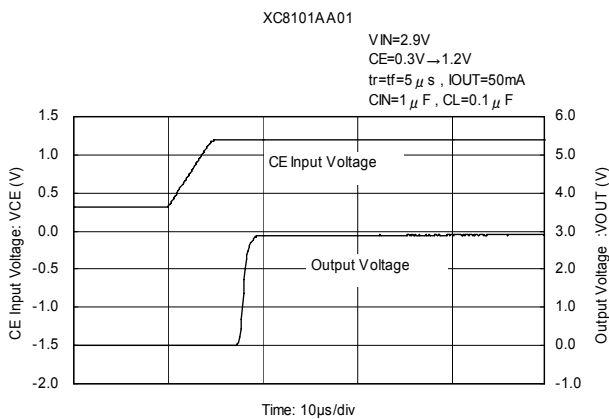 XC8101AA01
VIN=2.9V
CE=0.3V→1.2V
tr=tf=5μs, IOUT=50mA
CIN=1μF, CL=0.1μF
CE Input Voltage: VCE (V)
1.5
1.0
0.5
0.0
-0.5
-1.0
-1.5
-2.0
CE Input Voltage
Output Voltage
6.0
5.0
4.0
3.0
2.0
1.0
0.0
-1.0
Output Voltage :VOUT (V)
Time: 10μs/div